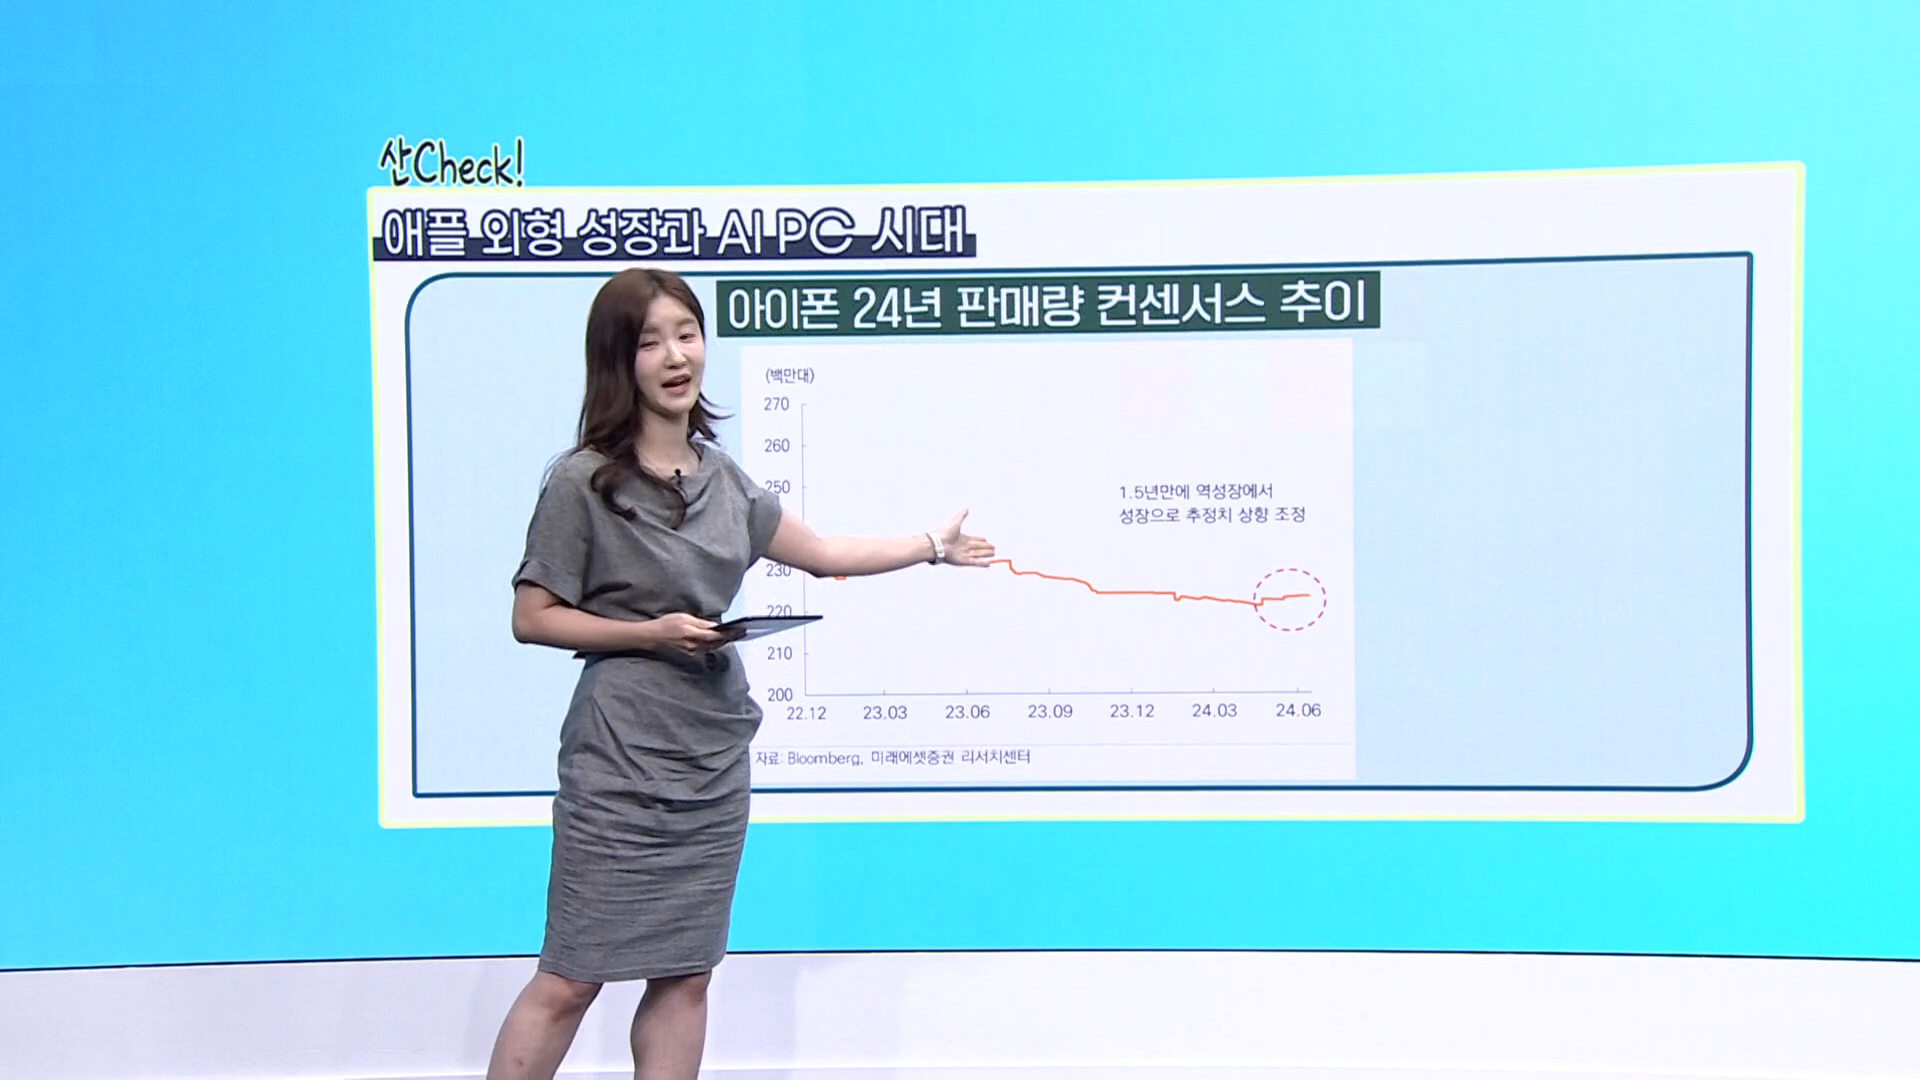 산Check!
애플 외형 성장과 AI PC 시대
아이폰 24년 판매량 컨센서스 추이
(백만대)
270
260
250
230
220
210
200
1.5년만에 역성장에서
성장으로 추정치 상향 조정
22.12 23.03 23.06 23.09 23.12 24.03 24.06
자료: Bloomberg, 미래에셋증권 리서치센터